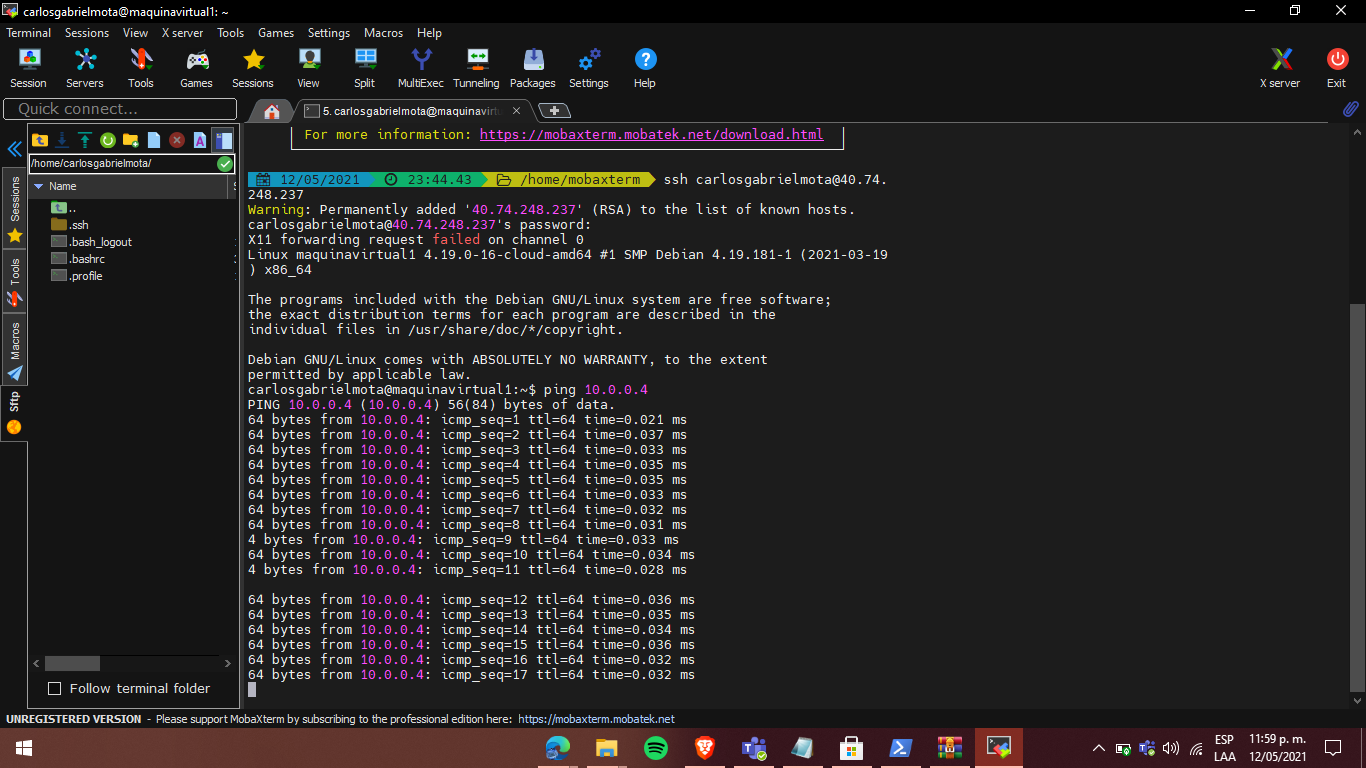 carlosgabrielmota@maquinavirtual1: ~
Terminal Sessions View X server Tools Games Settings Macros Help
Session Servers Tools Games Sessions View Split MultiExec Tunneling Packages Settings Help X server Exit
Quick connect...
5. carlosgabrielmota@maquinavirt
/home/carlosgabrielmota/
Name
..
.ssh
.bash_logout
.bashrc
.profile
Sessions
Tools
Macros
Sftp
Follow terminal folder
For more information: https://mobaxterm.mobatek.net/download.html
12/05/2021 23:44.43 /home/mobaxterm ssh carlosgabrielmota@40.74.
248.237
Warning: Permanently added '40.74.248.237' (RSA) to the list of known hosts.
carlosgabrielmota@40.74.248.237's password:
X11 forwarding request failed on channel 0
Linux maquinavirtual1 4.19.0-16-cloud-amd64 #1 SMP Debian 4.19.181-1 (2021-03-19
) x86_64
The programs included with the Debian GNU/Linux system are free software;
the exact distribution terms for each program are described in the
individual files in /usr/share/doc/*/copyright.
Debian GNU/Linux comes with ABSOLUTELY NO WARRANTY, to the extent
permitted by applicable law.
carlosgabrielmota@maquinavirtual1:~$ ping 10.0.0.4
PING 10.0.0.4 (10.0.0.4) 56(84) bytes of data.
64 bytes from 10.0.0.4: icmp_seq=1 ttl=64 time=0.021 ms
64 bytes from 10.0.0.4: icmp_seq=2 ttl=64 time=0.037 ms
64 bytes from 10.0.0.4: icmp_seq=3 ttl=64 time=0.033 ms
64 bytes from 10.0.0.4: icmp_seq=4 ttl=64 time=0.035 ms
64 bytes from 10.0.0.4: icmp_seq=5 ttl=64 time=0.035 ms
64 bytes from 10.0.0.4: icmp_seq=6 ttl=64 time=0.033 ms
64 bytes from 10.0.0.4: icmp_seq=7 ttl=64 time=0.032 ms
64 bytes from 10.0.0.4: icmp_seq=8 ttl=64 time=0.031 ms
4 bytes from 10.0.0.4: icmp_seq=9 ttl=64 time=0.033 ms
64 bytes from 10.0.0.4: icmp_seq=10 ttl=64 time=0.034 ms
4 bytes from 10.0.0.4: icmp_seq=11 ttl=64 time=0.028 ms
64 bytes from 10.0.0.4: icmp_seq=12 ttl=64 time=0.036 ms
64 bytes from 10.0.0.4: icmp_seq=13 ttl=64 time=0.035 ms
64 bytes from 10.0.0.4: icmp_seq=14 ttl=64 time=0.034 ms
64 bytes from 10.0.0.4: icmp_seq=15 ttl=64 time=0.036 ms
64 bytes from 10.0.0.4: icmp_seq=16 ttl=64 time=0.032 ms
64 bytes from 10.0.0.4: icmp_seq=17 ttl=64 time=0.032 ms
UNREGISTERED VERSION - Please support MobaXterm by subscribing to the professional edition here: https://mobaxterm.mobatek.net
ESP
LAA
11:59 p. m.
12/05/2021